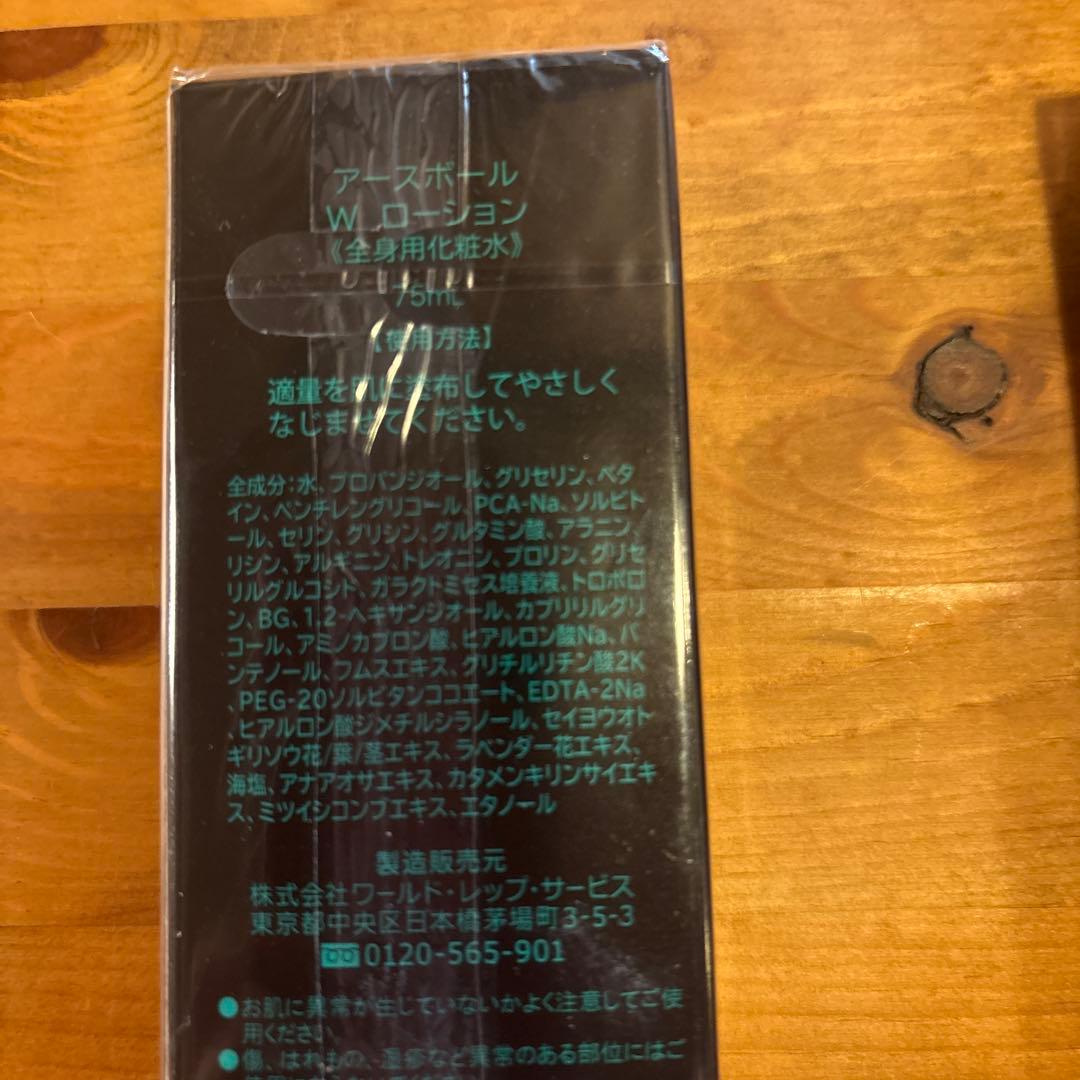 アースボール
W ローション
《全身用化粧水》
75mL
【使用方法】
適量を肌に塗布してやさしく
なじませてください。
全成分：水、プロパンジオール、グリセリン、ベタ
イン、ペンチレングリコール、PCA-Na、ソルビト
ール、セリン、グリシン、グルタミン酸、アラニン、
リシン、アルギニン、トレオニン、プロリン、グリセ
リルグルコシド、ガラクトミセス培養液、トロポロ
ン、BG、1,2-ヘキサンジオール、カプリリルグリ
コール、アミノカプロン酸、ヒアルロン酸Na、パ
ンテノール、フムスエキス、グリチルリチン酸2K
、PEG-20ソルビタンココエート、EDTA-2Na
、ヒアルロン酸ジメチルシラノール、セイヨウオト
ギリソウ花/葉/茎エキス、ラベンダー花エキス、
海塩、アナアオサエキス、カタメンキリンサイエキ
ス、ミツイシコンブエキス、エタノール
製造販売元
株式会社ワールド・レップ・サービス
東京都中央区日本橋茅場町3-5-3
0120-565-901
●お肌に異常が生じていないかよく注意してご使
用ください。
●傷、はれもの、湿疹など異常のある部位にはご